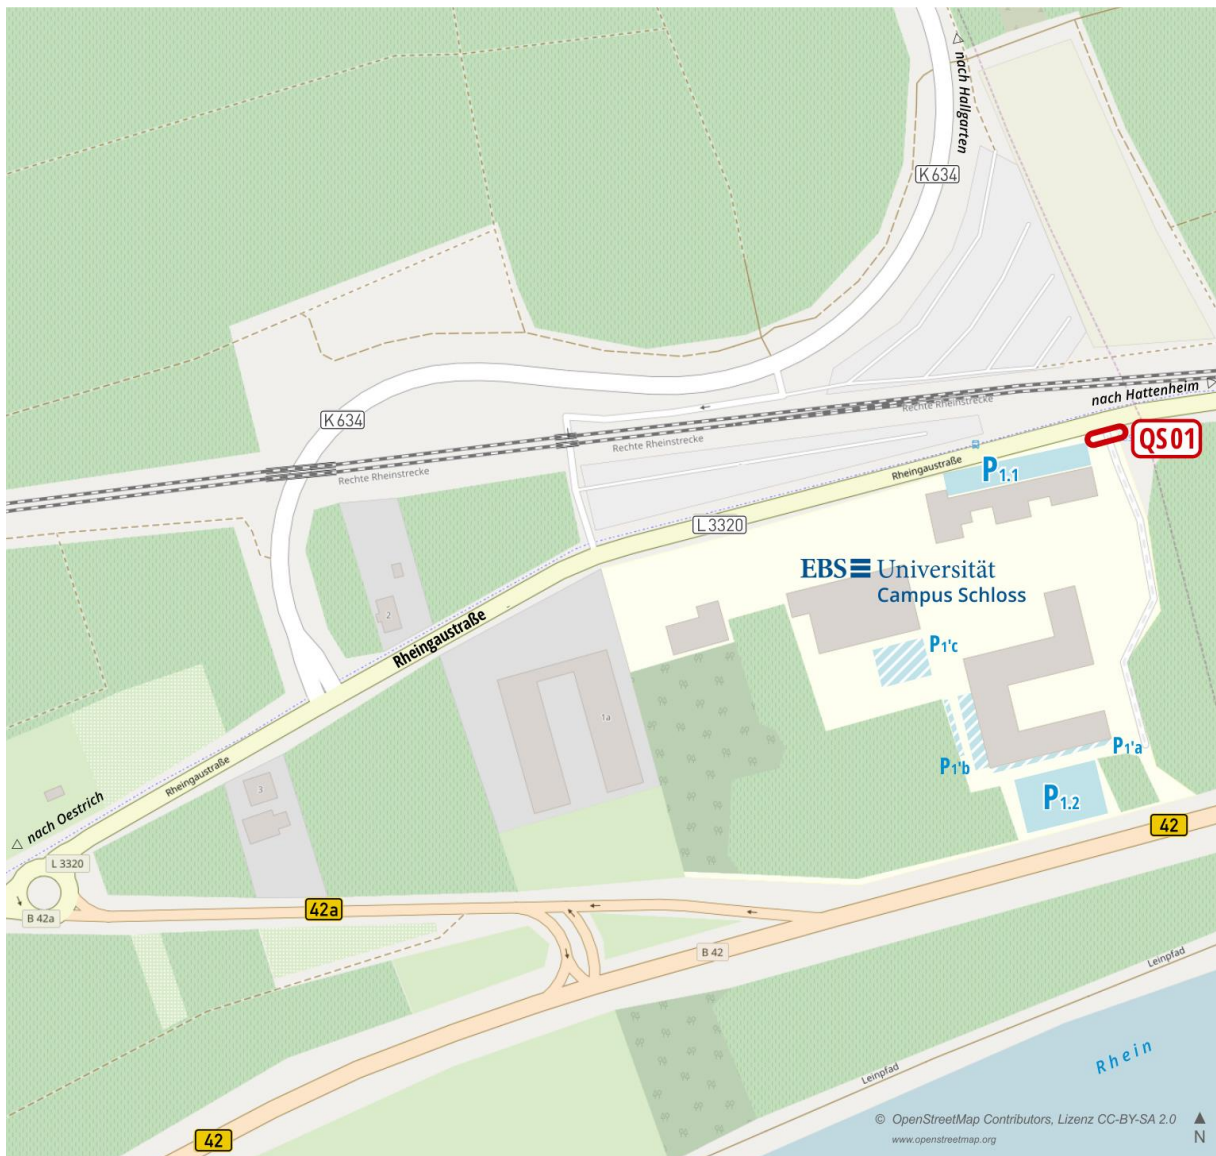 nach Hallgarten
K 634
K 634
nach Hattenheim
Rechte Rheinstrecke
Rechte Rheinstrecke
Rechte Rheinstrecke
QS01
P1.1
Rheingaustraße
L 3320
EBS Universität
Campus Schloss
2
Rheingaustraße
P1'c
1a
P1'a
P1'b
Rheingaustraße
3
P1.2
nach Oestrich
42
L 3320
42a
B 42a
B 42
Leinpfad
Rhein
Leinpfad
© OpenStreetMap Contributors, Lizenz CC-BY-SA 2.0
www.openstreetmap.org
N
42